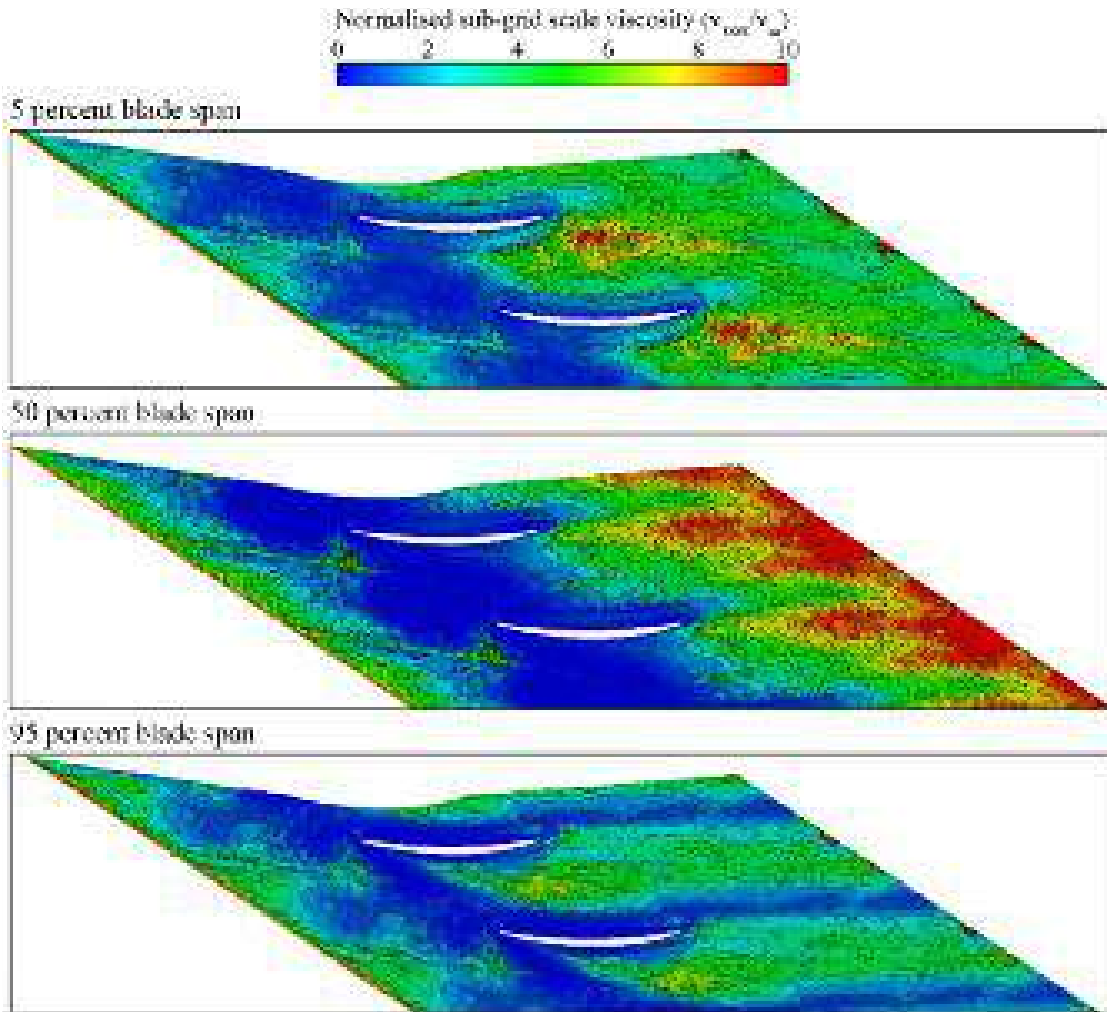 Normalised sub-grid scale viscosity
0 2 4 6 8 10
5 percent blade span
50 percent blade span
95 percent blade span